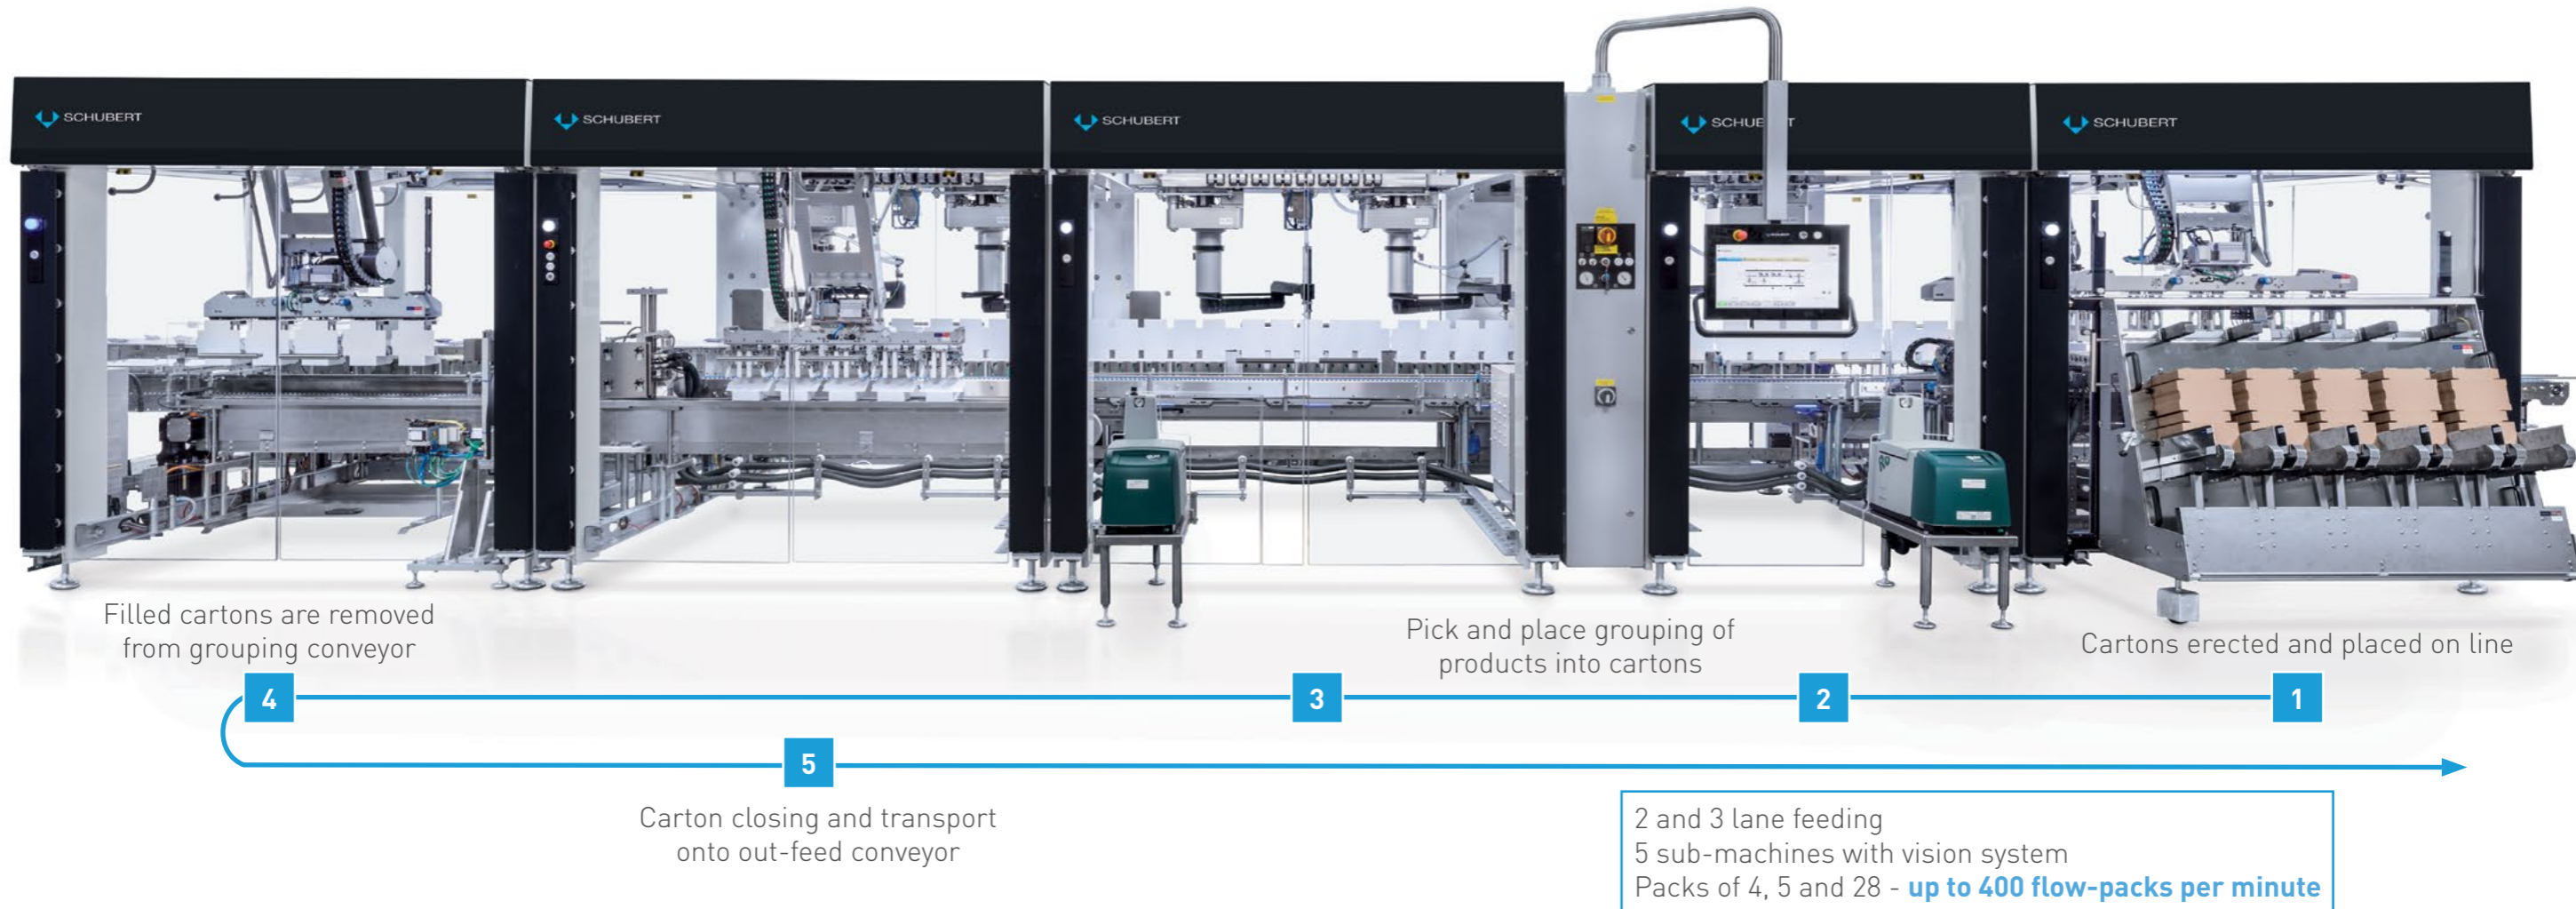 SCHUBERT
SCHUBERT
SCHUBERT
SCHUBERT
Filled cartons are removed
from grouping conveyor
Pick and place grouping of
products into cartons
Cartons erected and placed on line
4
3
2
1
5
Carton closing and transport
onto out-feed conveyor
2 and 3 lane feeding
5 sub-machines with vision system
Packs of 4, 5 and 28 - up to 400 flow-packs per minute